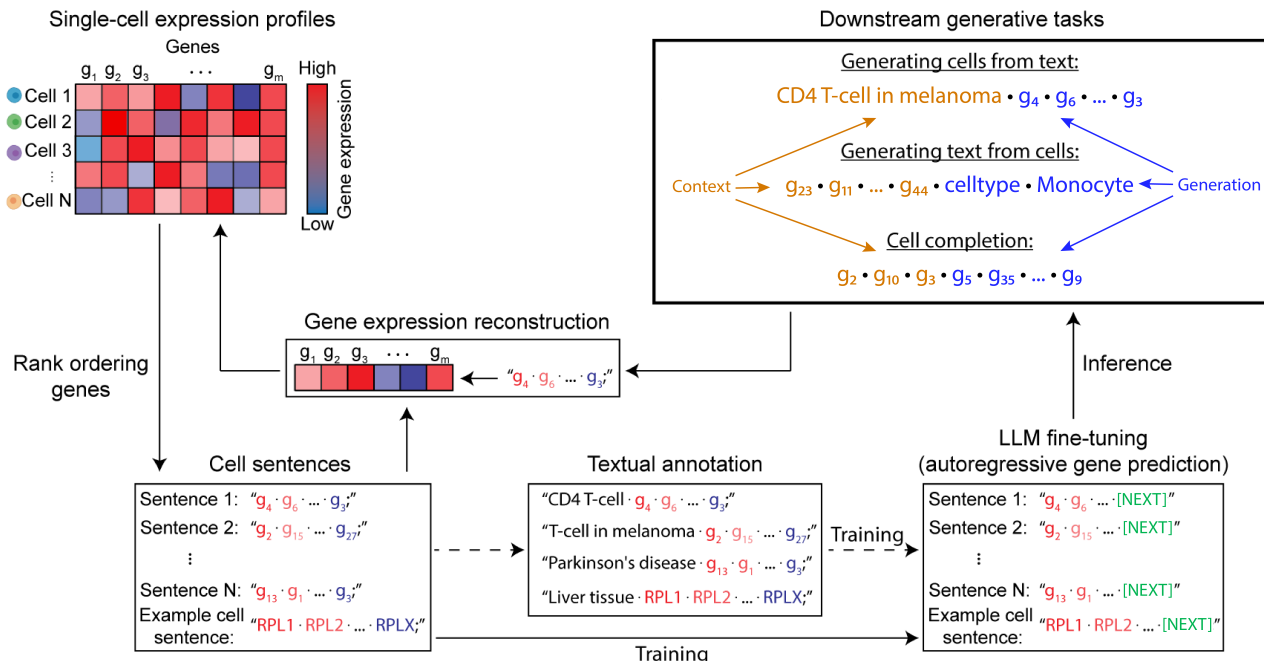 Single-cell expression profiles
Genes
g1 g2 g3 ... gm
High
Cell 1
Cell 2
Cell 3
⋮
Cell N
Gene expression
Low
Downstream generative tasks
Generating cells from text:
CD4 T-cell in melanoma • g4 • g6 • ... • g3
Generating text from cells:
Context
g23 • g11 • ... • g44 • celltype • Monocyte
Generation
Cell completion:
g2 • g10 • g3 • g5 • g35 • ... • g9
Gene expression reconstruction
g1 g2 g3 ... gm
“g4 · g6 · ... · g3;”
Rank ordering
genes
Inference
Cell sentences
Sentence 1: “g4 · g6 · ... · g3;”
Sentence 2: “g2 · g15 · ... · g27;”
⋮
Sentence N: “g13 · g1 · ... · g3;”
Example cell
sentence: “RPL1 · RPL2 · ... · RPLX;”
Textual annotation
“CD4 T-cell · g4 · g6 · ... · g3;”
“T-cell in melanoma · g2 · g15 · ... · g27;”
“Parkinson's disease · g13 · g1 · ... · g3;”
“Liver tissue · RPL1 · RPL2 · ... · RPLX;”
Training
LLM fine-tuning
(autoregressive gene prediction)
Sentence 1: “g4 · g6 · ... · [NEXT]”
Sentence 2: “g2 · g15 · ... · [NEXT]”
⋮
Sentence N: “g13 · g1 · ... · [NEXT]”
Example cell
sentence: “RPL1 · RPL2 · ... · [NEXT]”
Training